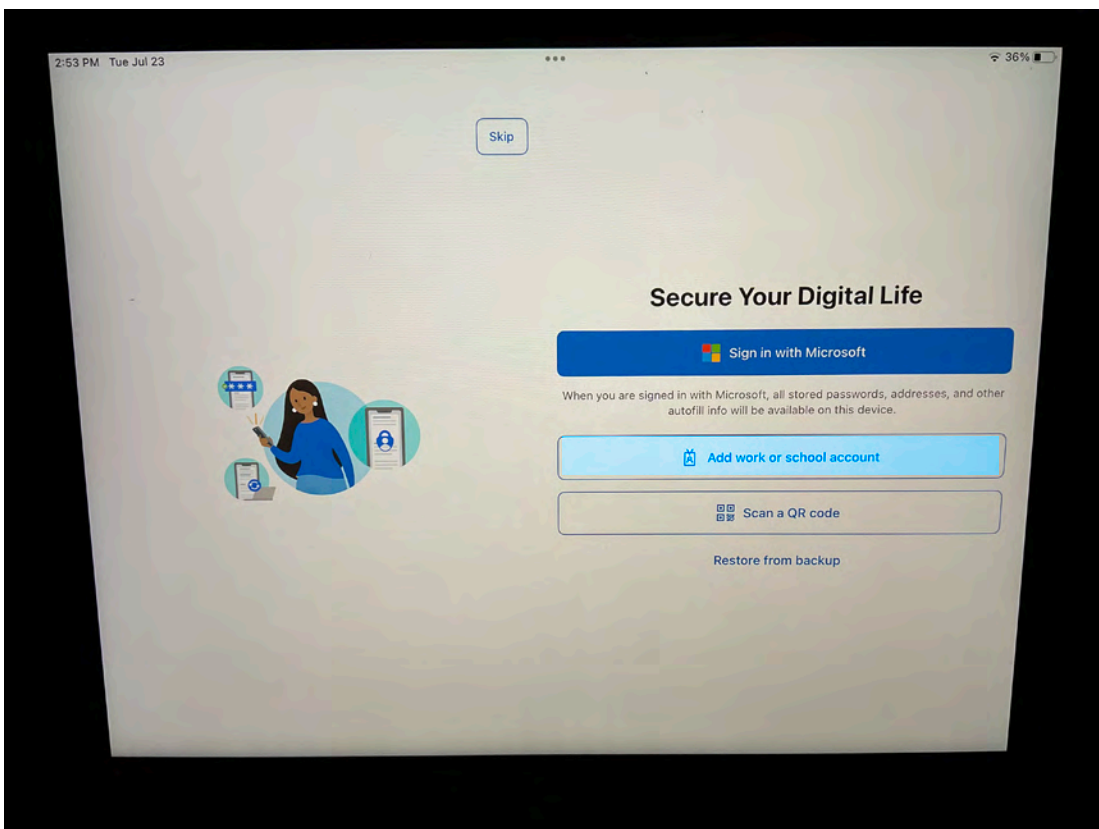 2:53 PM Tue Jul 23
36%
Skip
Secure Your Digital Life
Sign in with Microsoft
When you are signed in with Microsoft, all stored passwords, addresses, and other
autofill info will be available on this device.
Add work or school account
Scan a QR code
Restore from backup